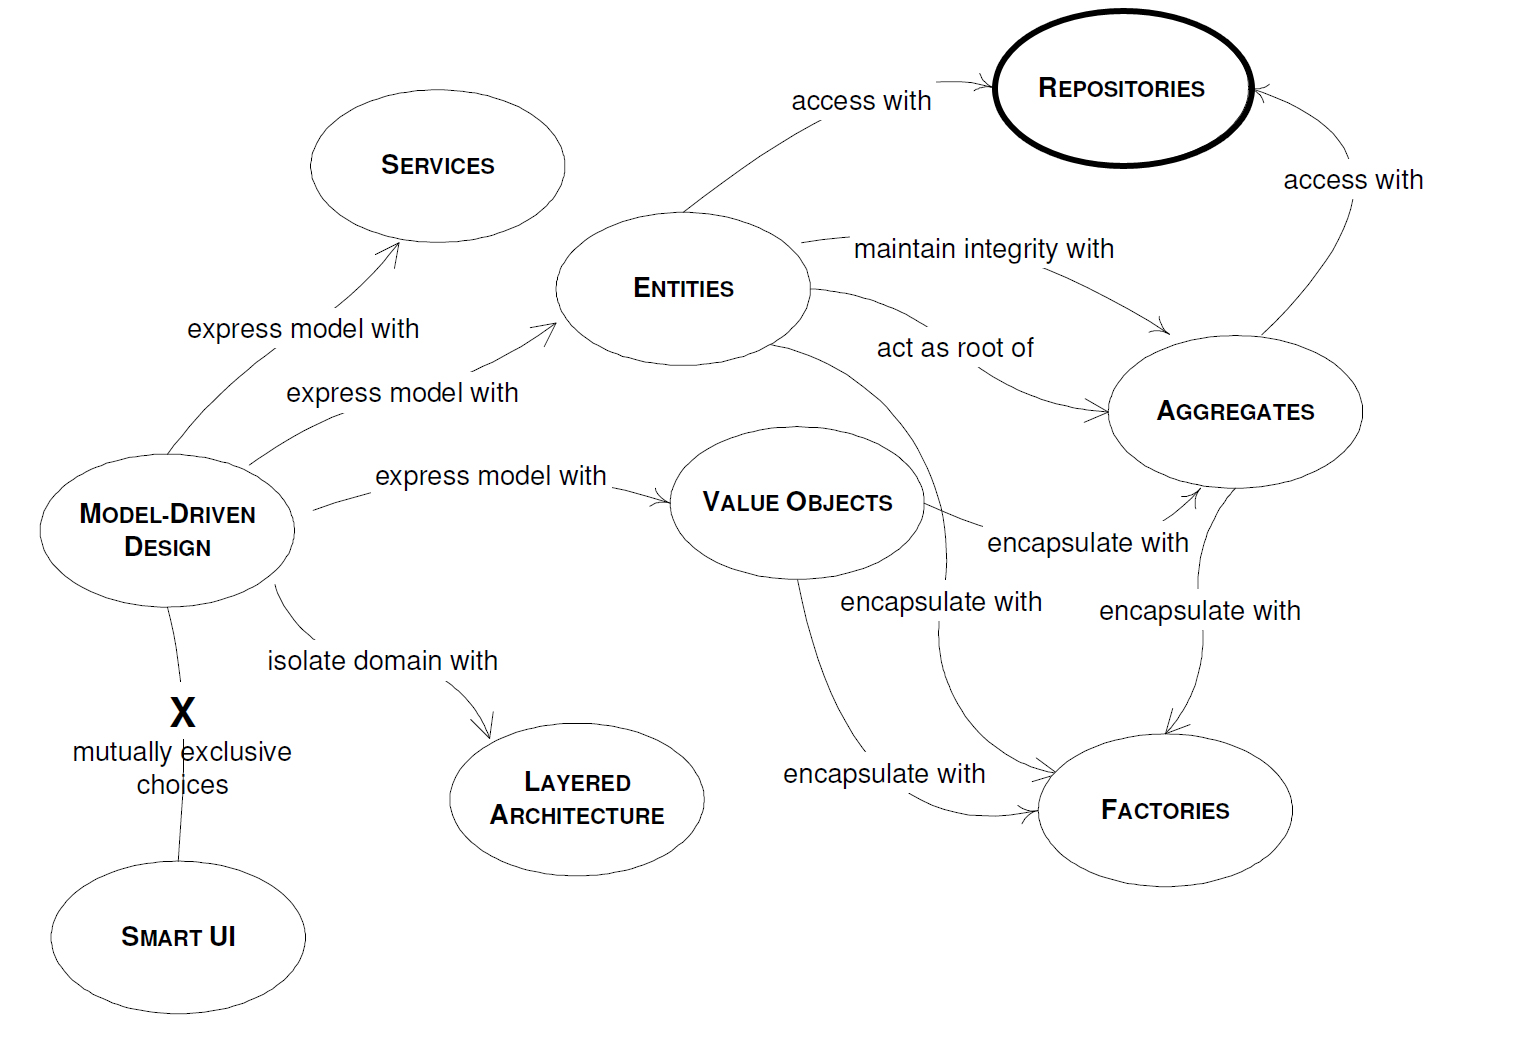 REPOSITORIES
access with
SERVICES
access with
maintain integrity with
ENTITIES
express model with
act as root of
express model with
AGGREGATES
express model with
VALUE OBJECTS
MODEL-DRIVEN
DESIGN
encapsulate with
encapsulate with
encapsulate with
isolate domain with
X
mutually exclusive
choices
encapsulate with
LAYERED
ARCHITECTURE
FACTORIES
SMART UI